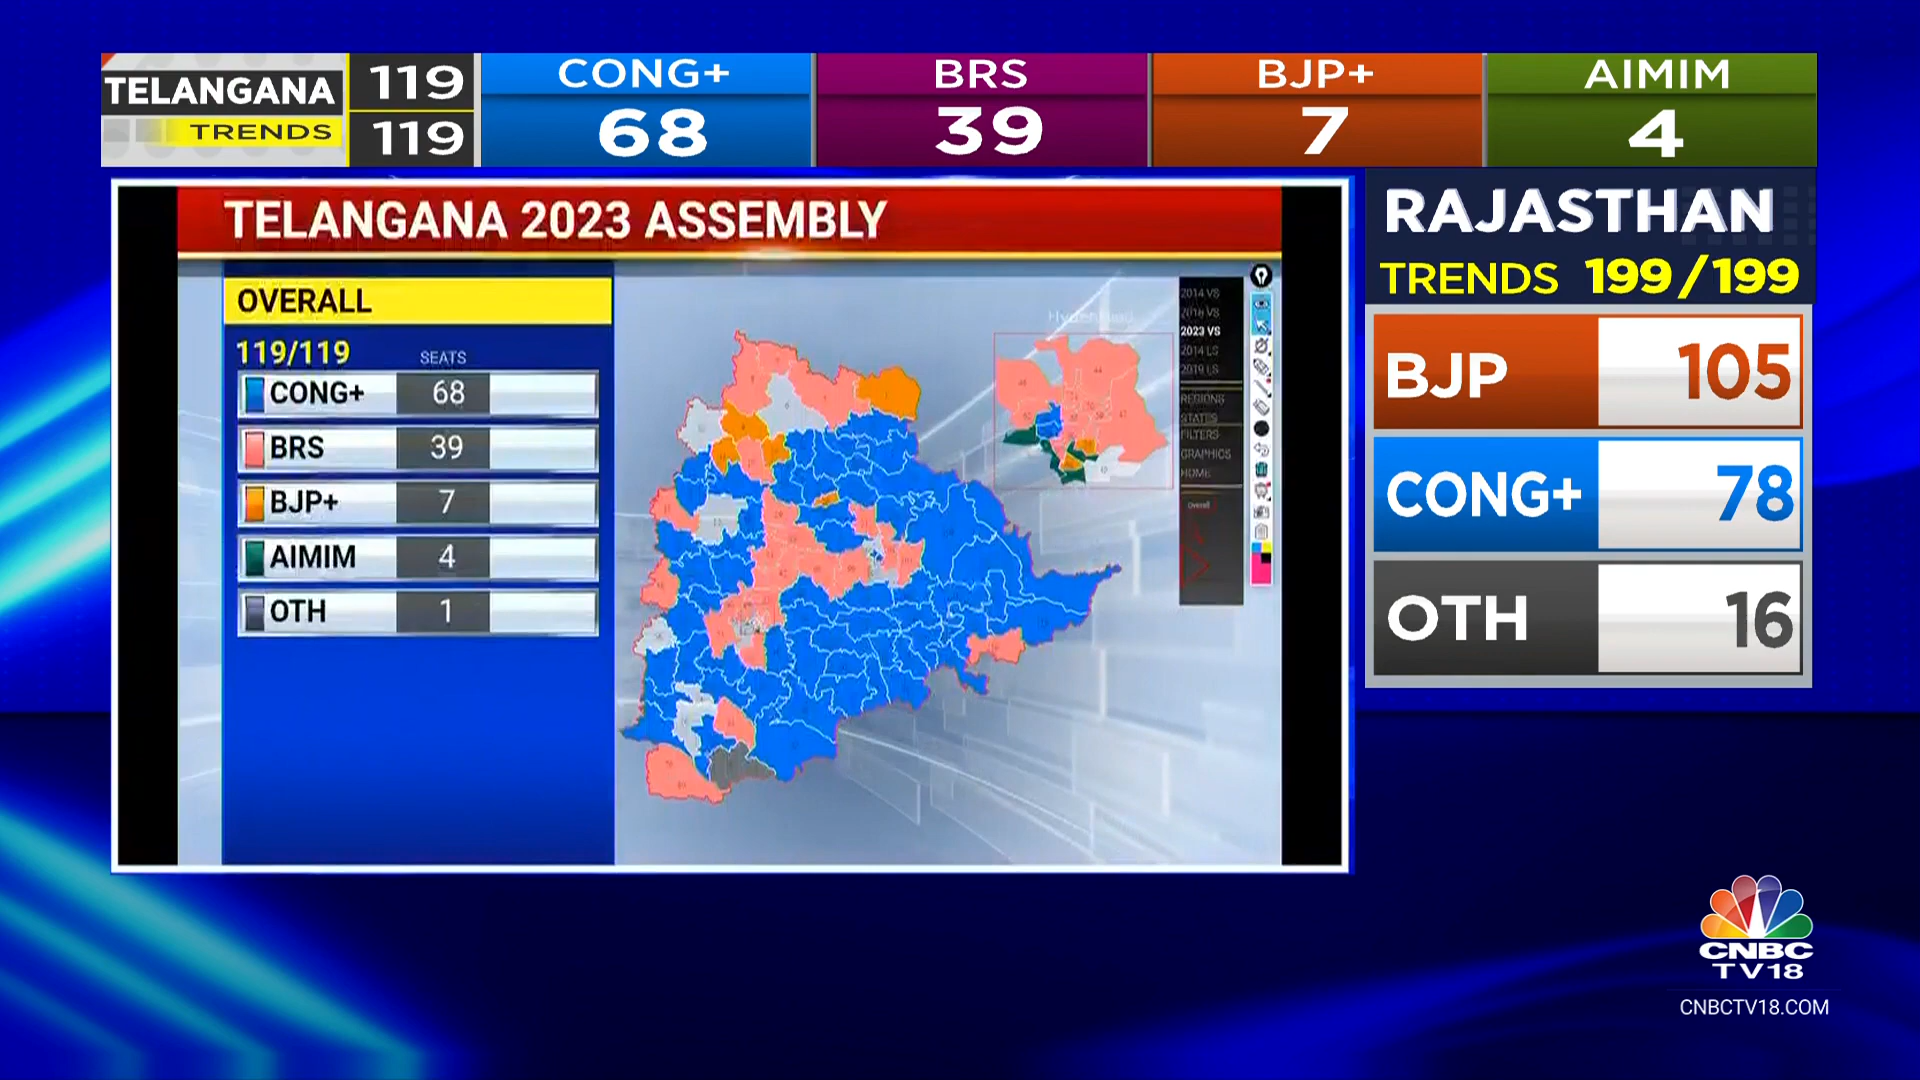 TELANGANA
TRENDS
119
119
CONG+
68
BRS
39
BJP+
7
AIMIM
4
TELANGANA 2023 ASSEMBLY
OVERALL
119/119
SEATS
CONG+ 68
BRS 39
BJP+ 7
AIMIM 4
OTH 1
2014 VS
2023 VS
2014 LS
2019 LS
REGIONS
STATES
FILTERS
GRAPHICS
HOME
Overall
RAJASTHAN
TRENDS 199/199
BJP 105
CONG+ 78
OTH 16
CNBC
TV18
CNBCTV18.COM